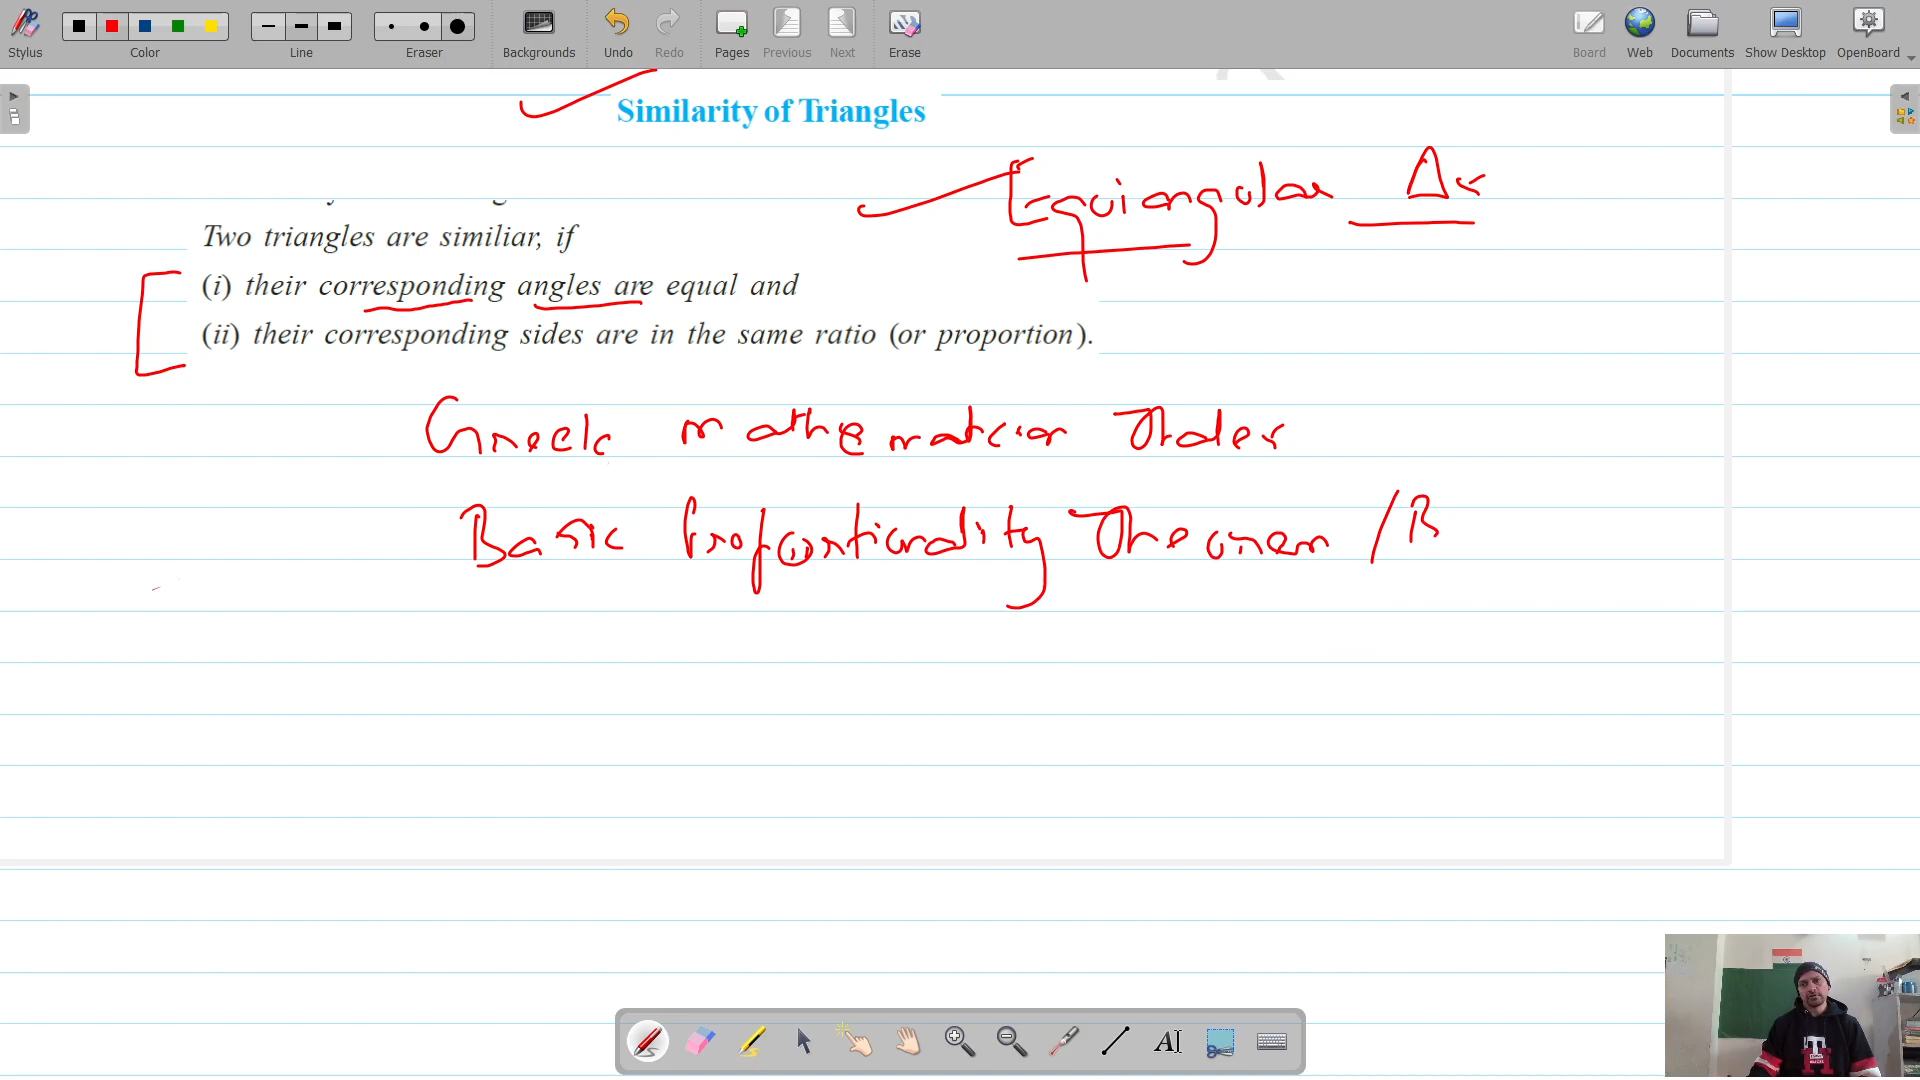 Stylus Color Line Eraser Backgrounds Undo Redo Pages Previous Next Erase Board Web Documents Show Desktop OpenBoard
Similarity of Triangles
Equiangular Δs
Two triangles are similiar, if
(i) their corresponding angles are equal and
(ii) their corresponding sides are in the same ratio (or proportion).
Greek mathematician Thales
Basic Proportionality Theorem / B